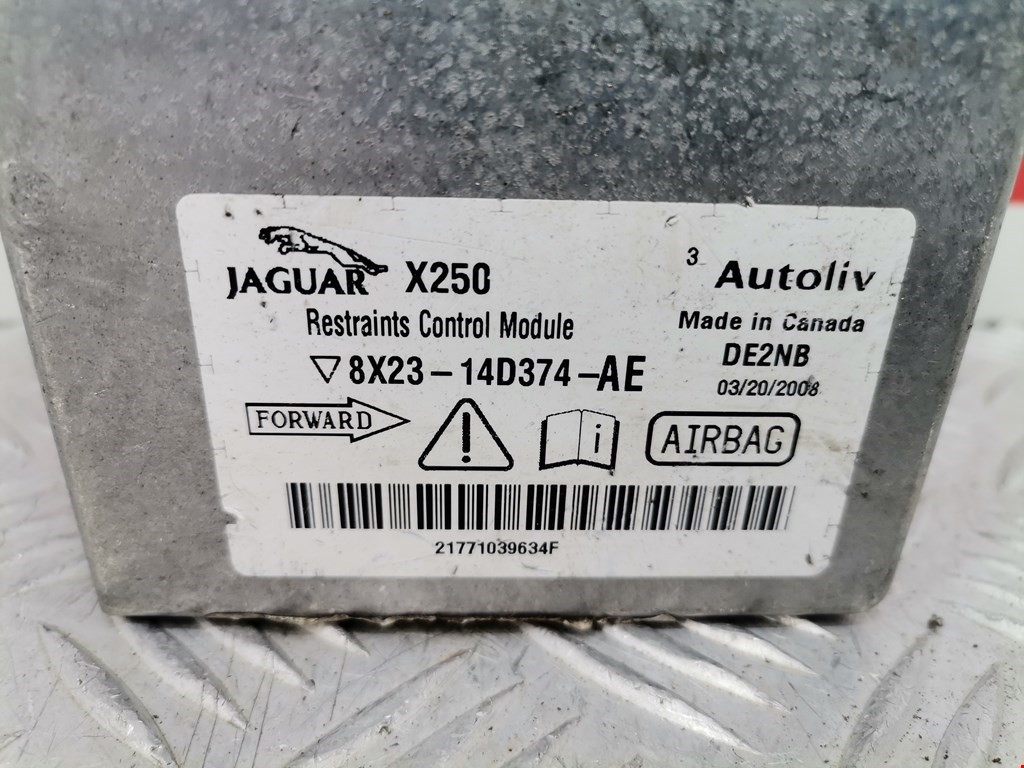 JAGUAR X250
Restraints Control Module
8X23-14D374-AE
3 Autoliv
Made in Canada
DE2NB
03/20/2008
FORWARD
i
AIRBAG
21771039634F